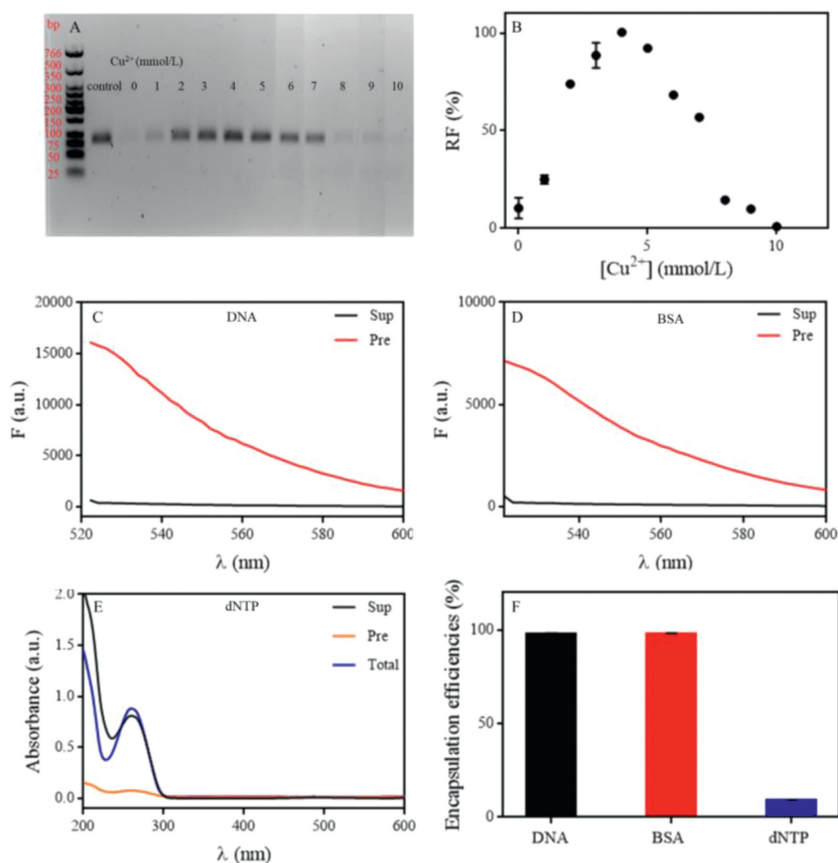 bp
A
766
500
350
300
250
200
150
100
75
50
25
Cu²⁺(mmol/L)
control 0 1 2 3 4 5 6 7 8 9 10
B
RF (%)
100
50
0
0 5 10
[Cu²⁺] (mmol/L)
C
DNA
Sup
Pre
F (a.u.)
20000
15000
10000
5000
0
520 540 560 580 600
λ (nm)
D
BSA
Sup
Pre
F (a.u.)
10000
5000
0
540 560 580 600
λ (nm)
E
dNTP
Sup
Pre
Total
Absorbance (a.u.)
2.0
1.5
1.0
0.5
0.0
200 300 400 500 600
λ (nm)
F
Encapsulation efficiencies (%)
100
50
0
DNA BSA dNTP